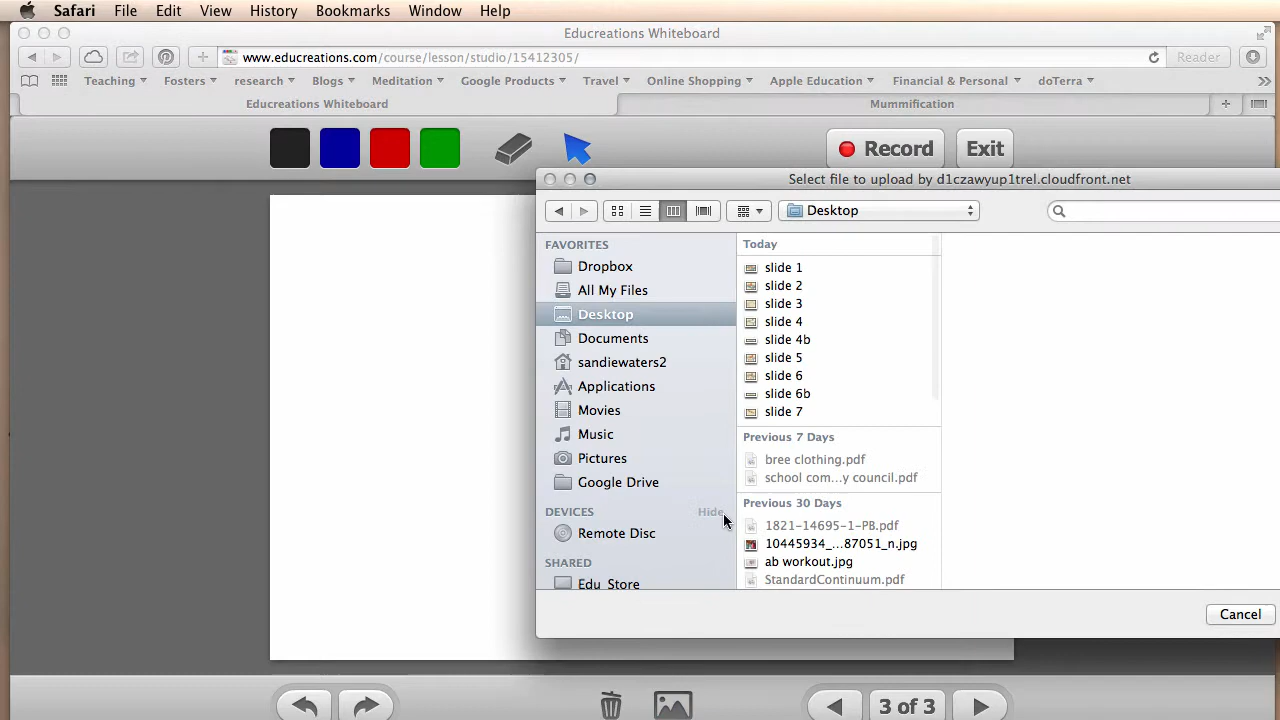 Safari File Edit View History Bookmarks Window Help
Educreations Whiteboard
www.educreations.com/course/lesson/studio/15412305/
Reader
Teaching Fosters research Blogs Meditation Google Products Travel Online Shopping Apple Education Financial & Personal doTerra
Educreations Whiteboard Mummification
Record Exit
Select file to upload by d1czawyup1trel.cloudfront.net
Desktop
FAVORITES
Dropbox
All My Files
Desktop
Documents
sandiewaters2
Applications
Movies
Music
Pictures
Google Drive
DEVICES Hide
Remote Disc
SHARED
Edu Store
Today
slide 1
slide 2
slide 3
slide 4
slide 4b
slide 5
slide 6
slide 6b
slide 7
Previous 7 Days
bree clothing.pdf
school com...y council.pdf
Previous 30 Days
1821-14695-1-PB.pdf
10445934_...87051_n.jpg
ab workout.jpg
StandardContinuum.pdf
Cancel
3 of 3